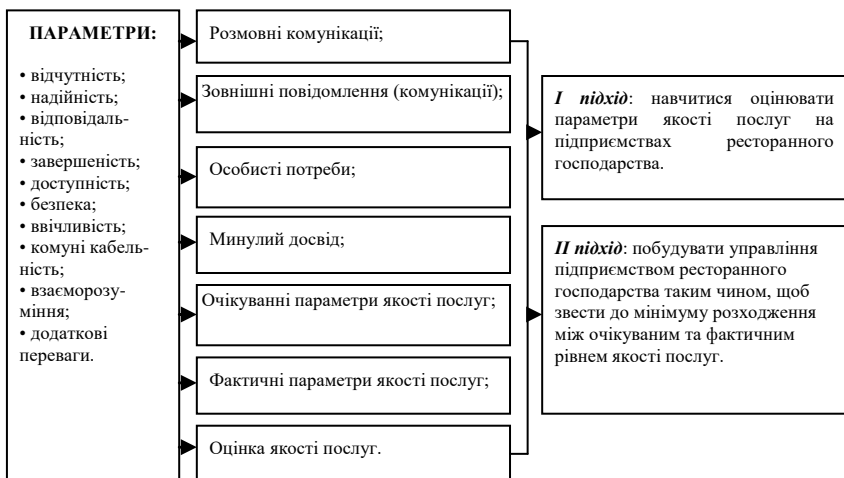 ПАРАМЕТРИ:
• відчутність;
• надійність;
• відповідаль-
ність;
• завершеність;
• доступність;
• безпека;
• ввічливість;
• комуні кабель-
ність;
• взаєморозу-
міння;
• додаткові
переваги.
Розмовні комунікації;
Зовнішні повідомлення (комунікації);
Особисті потреби;
Минулий досвід;
Очікуванні параметри якості послуг;
Фактичні параметри якості послуг;
Оцінка якості послуг.
І підхід: навчитися оцінювати
параметри якості послуг на
підприємствах ресторанного
господарства.
ІІ підхід: побудувати управління
підприємством ресторанного
господарства таким чином, щоб
звести до мінімуму розходження
між очікуваним та фактичним
рівнем якості послуг.